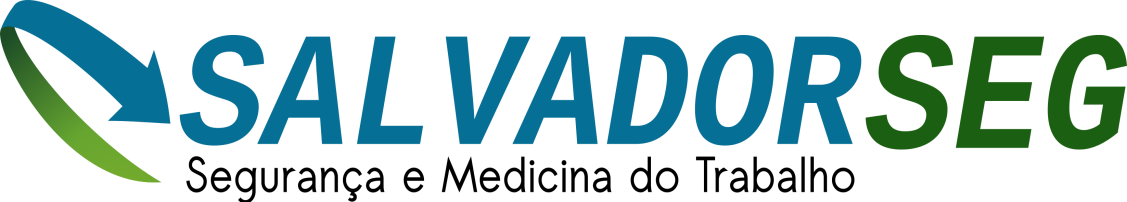 SALVADORSEG
Segurança e Medicina do Trabalho